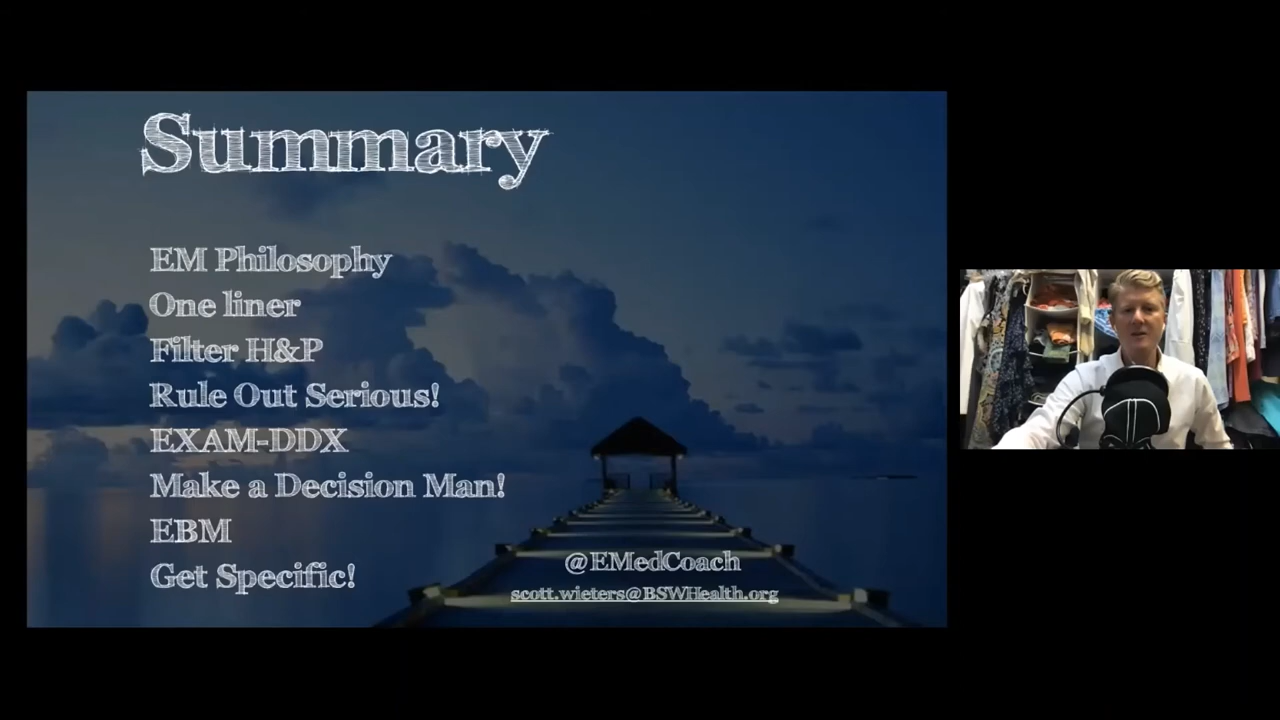 Summary
EM Philosophy
One liner
Filter H&P
Rule Out Serious!
EXAM-DDX
Make a Decision Man!
EBM
Get Specific!
@EMedCoach
scott.wieters@BSWHealth.org